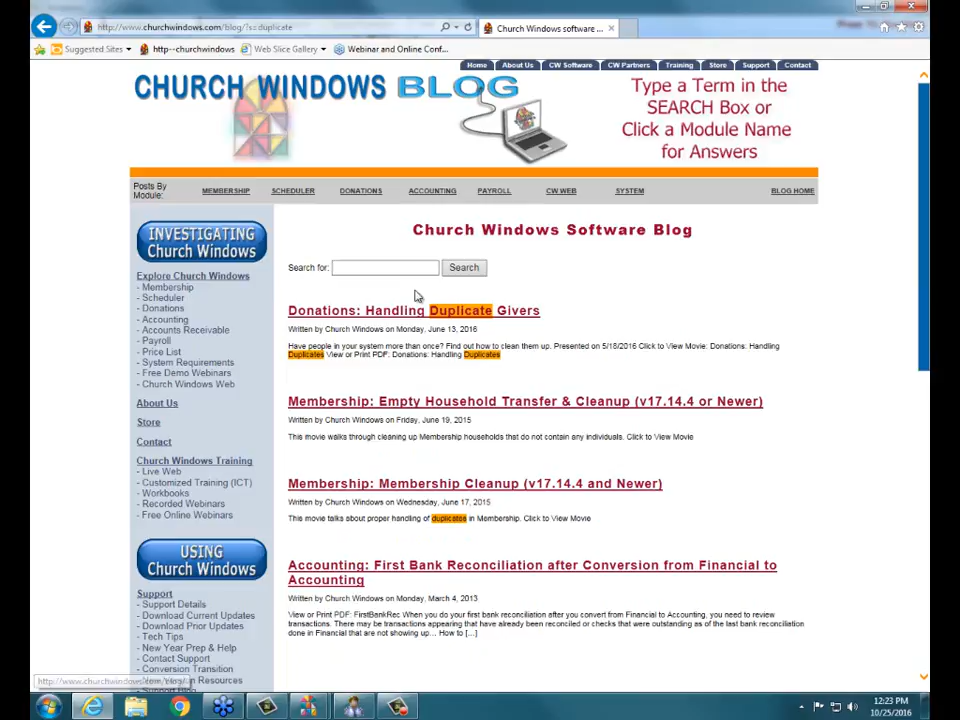 http://www.churchwindows.com/blog/?s=duplicate
Church Windows software ...
Suggested Sites
http--churchwindows
Web Slice Gallery
Webinar and Online Conf...
Home
About Us
CW Software
CW Partners
Training
Store
Support
Contact
CHURCH WINDOWS BLOG
Type a Term in the
SEARCH Box or
Click a Module Name
for Answers
Posts By
Module:
MEMBERSHIP
SCHEDULER
DONATIONS
ACCOUNTING
PAYROLL
CW WEB
SYSTEM
BLOG HOME
INVESTIGATING
Church Windows
Explore Church Windows
- Membership
- Scheduler
- Donations
- Accounting
- Accounts Receivable
- Payroll
- Price List
- System Requirements
- Free Demo Webinars
- Church Windows Web
About Us
Store
Contact
Church Windows Training
- Live Web
- Customized Training (ICT)
- Workbooks
- Recorded Webinars
- Free Online Webinars
USING
Church Windows
Support
- Support Details
- Download Current Updates
- Download Prior Updates
- Tech Tips
- New Year Prep & Help
- Contact Support
- Conversion Transition
Resources
Church Windows Software Blog
Search for:
Search
Donations: Handling Duplicate Givers
Written by Church Windows on Monday, June 13, 2016
Have people in your system more than once? Find out how to clean them up. Presented on 5/18/2016 Click to View Movie: Donations: Handling
Duplicates View or Print PDF: Donations: Handling Duplicates
Membership: Empty Household Transfer & Cleanup (v17.14.4 or Newer)
Written by Church Windows on Friday, June 19, 2015
This movie walks through cleaning up Membership households that do not contain any individuals. Click to View Movie
Membership: Membership Cleanup (v17.14.4 and Newer)
Written by Church Windows on Wednesday, June 17, 2015
This movie talks about proper handling of duplicates in Membership. Click to View Movie
Accounting: First Bank Reconciliation after Conversion from Financial to
Accounting
Written by Church Windows on Monday, March 4, 2013
View or Print PDF: FirstBankRec When you do your first bank reconciliation after you convert from Financial to Accounting, you need to review
transactions. There may be transactions appearing that have already been reconciled or checks that were outstanding as of the last bank reconciliation
done in Financial that are not showing up... How to [...]
http://www.churchwindows.com/blog/
12:23 PM
10/25/2016